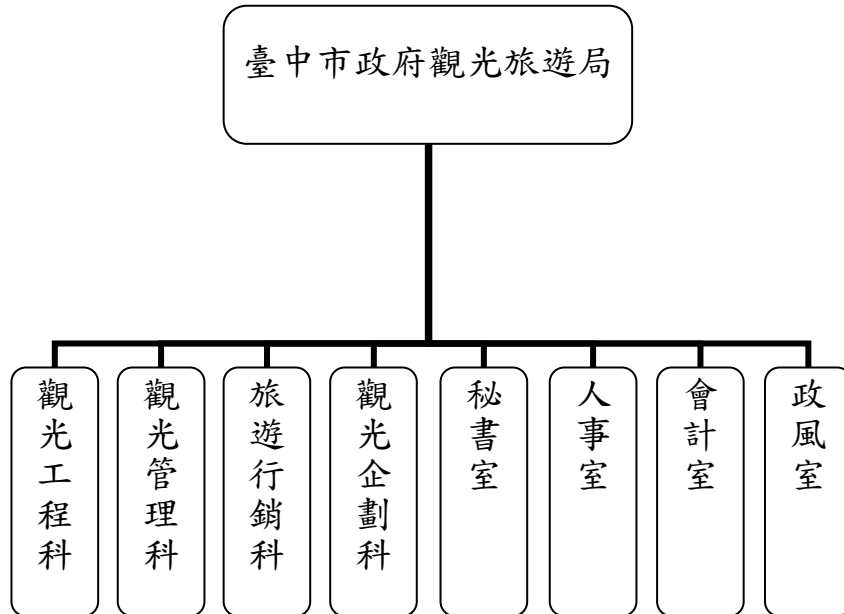 臺中市政府觀光旅遊局
觀光工程科
觀光管理科
旅遊行銷科
觀光企劃科
秘書室
人事室
會計室
政風室